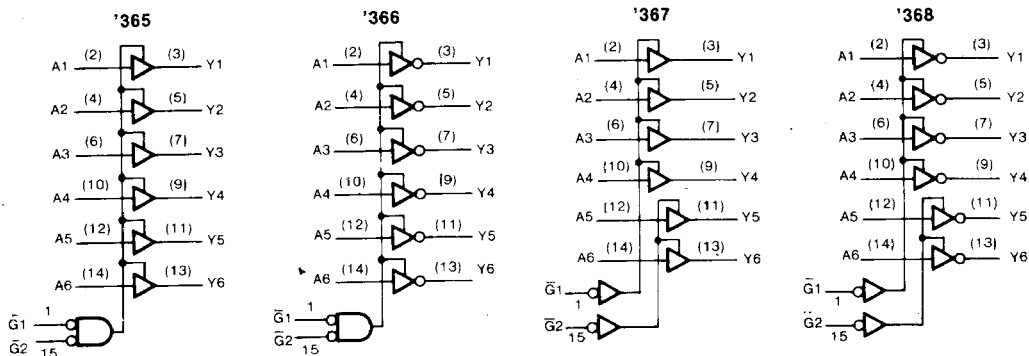 '365
A1 (2) (3) Y1
A2 (4) (5) Y2
A3 (6) (7) Y3
A4 (10) (9) Y4
A5 (12) (11) Y5
A6 (14) (13) Y6
G̅1 1
G̅2 15
'366
A1 (2) (3) Y1
A2 (4) (5) Y2
A3 (6) (7) Y3
A4 (10) (9) Y4
A5 (12) (11) Y5
A6 (14) (13) Y6
G̅1 1
G̅2 15
'367
A1 (2) (3) Y1
A2 (4) (5) Y2
A3 (6) (7) Y3
A4 (10) (9) Y4
A5 (12) (11) Y5
A6 (14) (13) Y6
G̅1 1
G̅2 15
'368
A1 (2) (3) Y1
A2 (4) (5) Y2
A3 (6) (7) Y3
A4 (10) (9) Y4
A5 (12) (11) Y5
A6 (14) (13) Y6
G̅1 1
G̅2 15